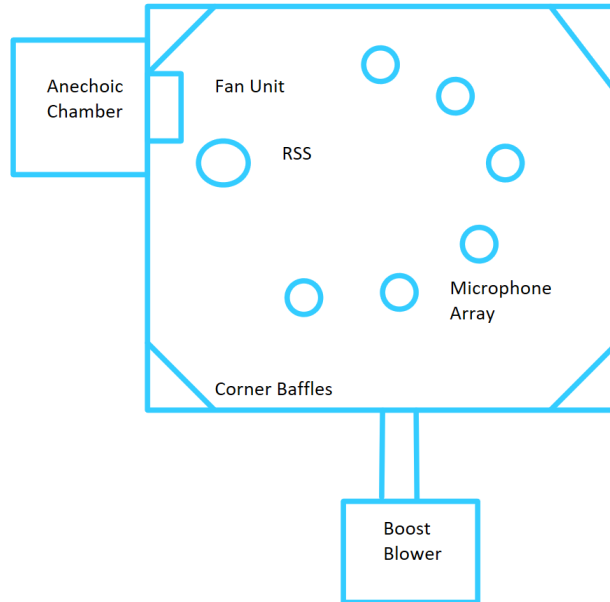 Anechoic
Chamber
Fan Unit
RSS
Microphone
Array
Corner Baffles
Boost
Blower